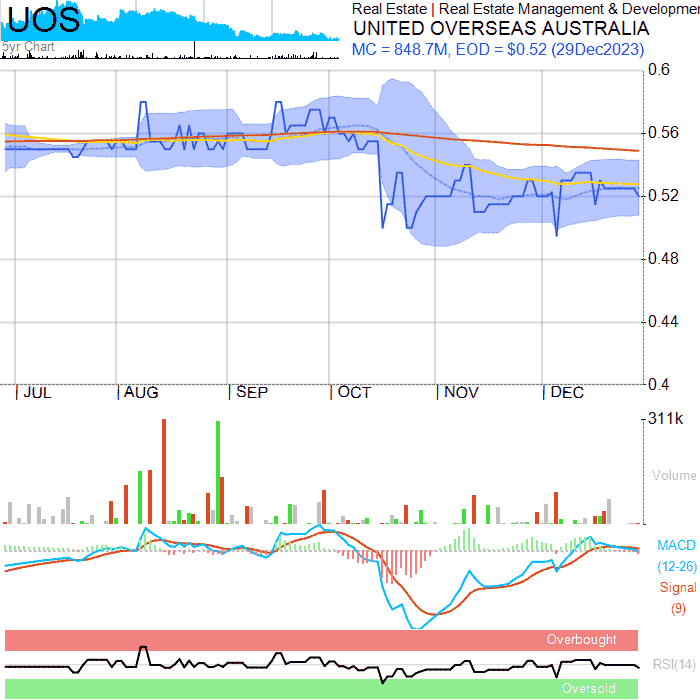 UOS
5yr Chart
Real Estate | Real Estate Management & Developmen
UNITED OVERSEAS AUSTRALIA
MC = 848.7M, EOD = $0.52 (29Dec2023)
0.6
0.56
0.52
0.48
0.44
0.4
JUL AUG SEP OCT NOV DEC
311k
Volume
MACD
(12-26)
Signal
(9)
Overbought
RSI(14)
Oversold